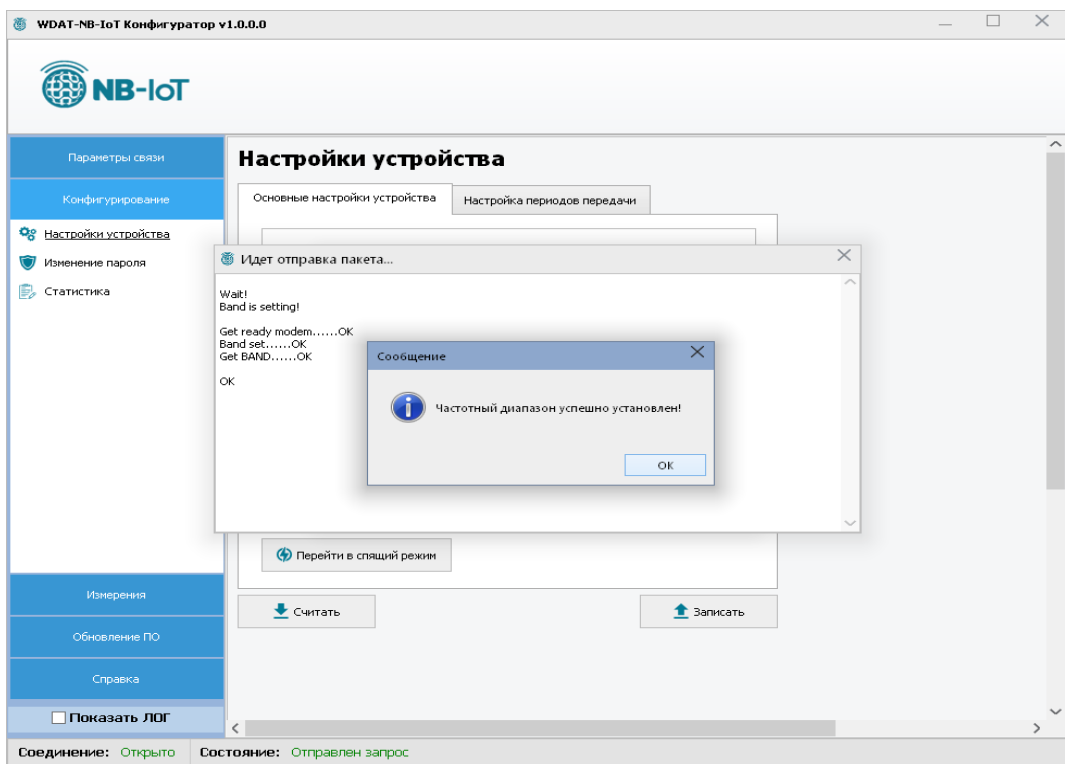 WDAT-NB-IoT Конфигуратор v1.0.0.0
NB-IoT
Параметры связи
Конфигурирование
Настройки устройства
Изменение пароля
Статистика
Настройки устройства
Основные настройки устройства
Настройка периодов передачи
Идет отправка пакета...
Wait!
Band is setting!
Get ready modem......OK
Band set......OK
Get BAND......OK
OK
Сообщение
Частотный диапазон успешно установлен!
OK
Перейти в спящий режим
Считать
Записать
Измерения
Обновление ПО
Справка
Показать ЛОГ
Соединение: Открыто Состояние: Отправлен запрос